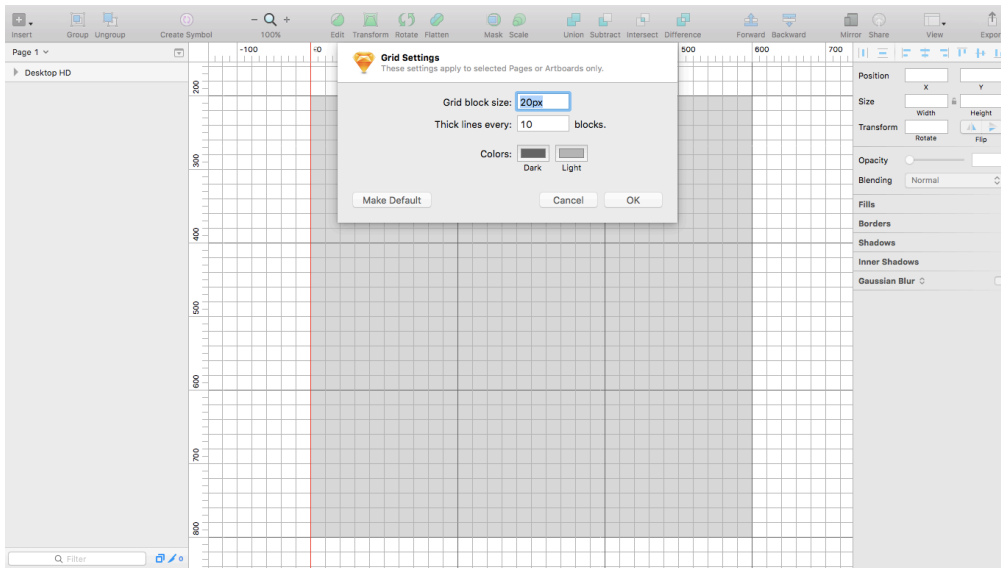 Insert Group Ungroup Create Symbol 100% Edit Transform Rotate Flatten Mask Scale Union Subtract Intersect Difference Forward Backward Mirror Share View Export
Page 1
Desktop HD
-100 +0 500 600 700
200
300
400
500
600
700
800
Grid Settings
These settings apply to selected Pages or Artboards only.
Grid block size: 20px
Thick lines every: 10 blocks.
Colors:
Dark Light
Make Default Cancel OK
Position
X Y
Size
Width Height
Transform
Rotate Flip
Opacity
Blending Normal
Fills
Borders
Shadows
Inner Shadows
Gaussian Blur
Filter
0